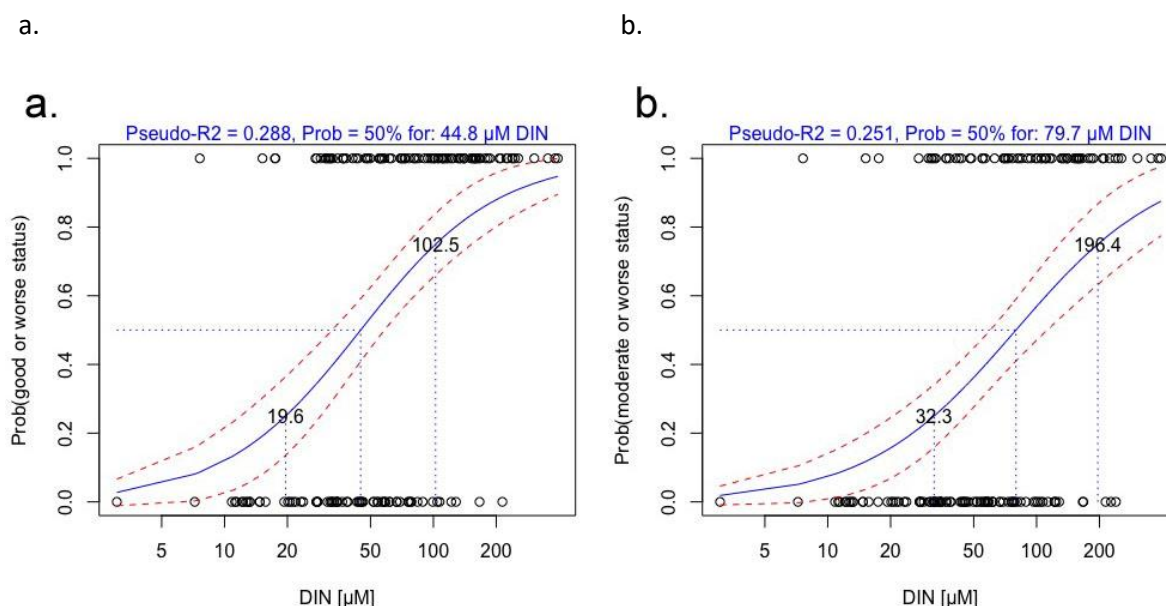 a.
b.
a.
Pseudo-R2 = 0.288, Prob = 50% for: 44.8 µM DIN
Prob(good or worse status)
1.0
0.8
0.6
0.4
0.2
0.0
102.5
19.6
5 10 20 50 100 200
DIN [µM]
b.
Pseudo-R2 = 0.251, Prob = 50% for: 79.7 µM DIN
Prob(moderate or worse status)
1.0
0.8
0.6
0.4
0.2
0.0
196.4
32.3
5 10 20 50 100 200
DIN [µM]